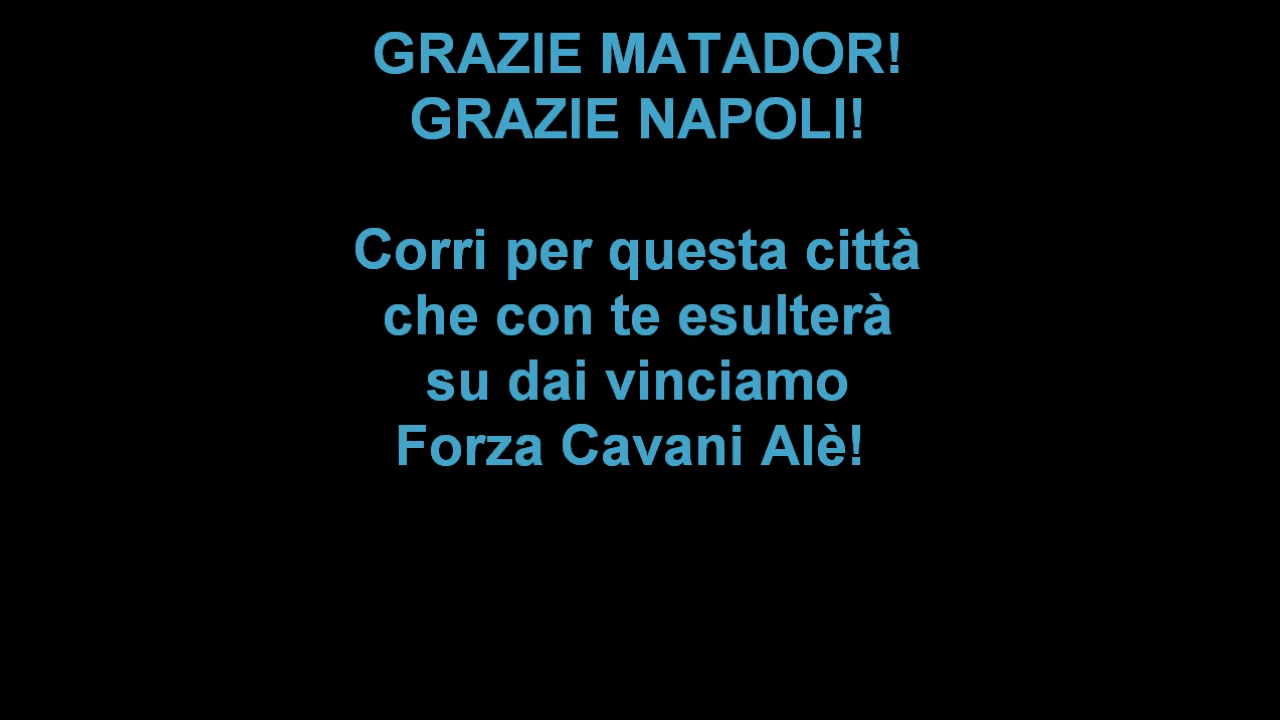 GRAZIE MATADOR!
GRAZIE NAPOLI!
Corri per questa città
che con te esulterà
su dai vinciamo
Forza Cavani Alè!